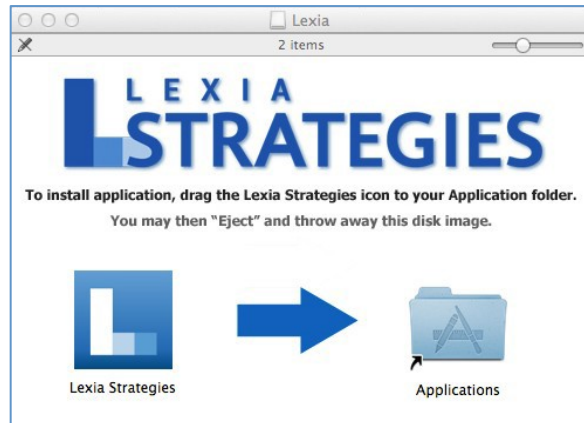 Lexia
2 items
LEXIA
STRATEGIES
To install application, drag the Lexia Strategies icon to your Application folder.
You may then “Eject” and throw away this disk image.
Lexia Strategies
Applications